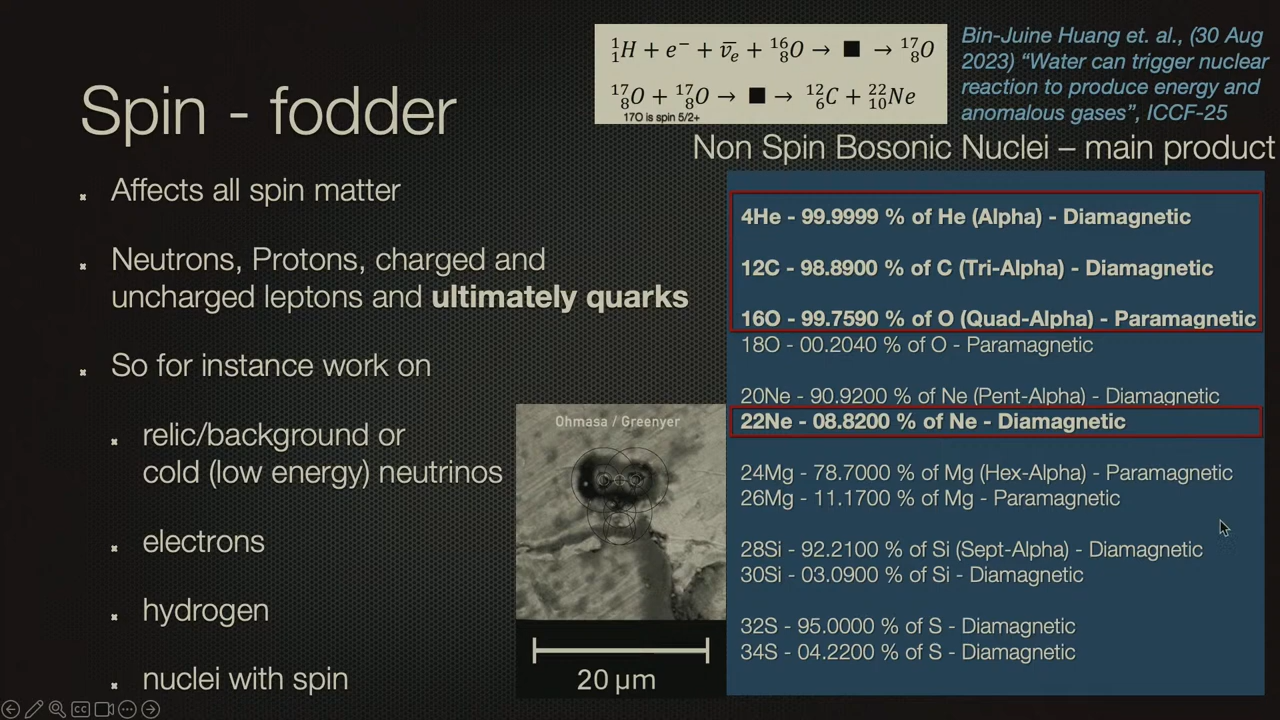 Spin - fodder
Affects all spin matter
Neutrons, Protons, charged and
uncharged leptons and ultimately quarks
So for instance work on
relic/background or
cold (low energy) neutrinos
electrons
hydrogen
nuclei with spin
Ohmasa / Greenyer
20 µm
¹₁H + e⁻ + ν̄ₑ + ¹⁶₈O → ■ → ¹⁷₈O
¹⁷₈O + ¹⁷₈O → ■ → ¹²₆C + ²²₁₀Ne
17O is spin 5/2+
Bin-Juine Huang et. al., (30 Aug
2023) “Water can trigger nuclear
reaction to produce energy and
anomalous gases”, ICCF-25
Non Spin Bosonic Nuclei – main product
4He - 99.9999 % of He (Alpha) - Diamagnetic
12C - 98.8900 % of C (Tri-Alpha) - Diamagnetic
16O - 99.7590 % of O (Quad-Alpha) - Paramagnetic
18O - 00.2040 % of O - Paramagnetic
20Ne - 90.9200 % of Ne (Pent-Alpha) - Diamagnetic
22Ne - 08.8200 % of Ne - Diamagnetic
24Mg - 78.7000 % of Mg (Hex-Alpha) - Paramagnetic
26Mg - 11.1700 % of Mg - Paramagnetic
28Si - 92.2100 % of Si (Sept-Alpha) - Diamagnetic
30Si - 03.0900 % of Si - Diamagnetic
32S - 95.0000 % of S - Diamagnetic
34S - 04.2200 % of S - Diamagnetic
CC